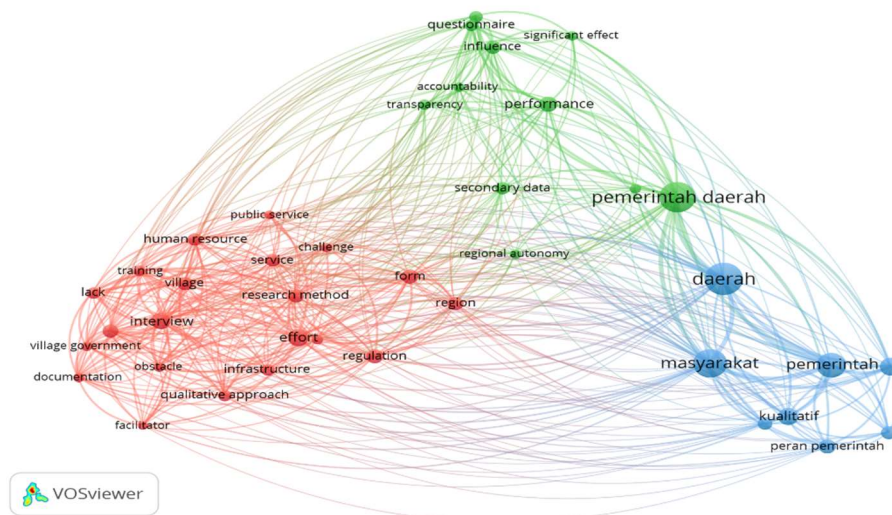 questionnaire
significant effect
influence
accountability
transparency
performance
secondary data
pemerintah daerah
public service
human resource
challenge
regional autonomy
service
training
form
daerah
village
lack
research method
region
interview
effort
village government
regulation
obstacle
infrastructure
masyarakat
pemerintah
documentation
qualitative approach
kualitatif
facilitator
peran pemerintah
VOSviewer